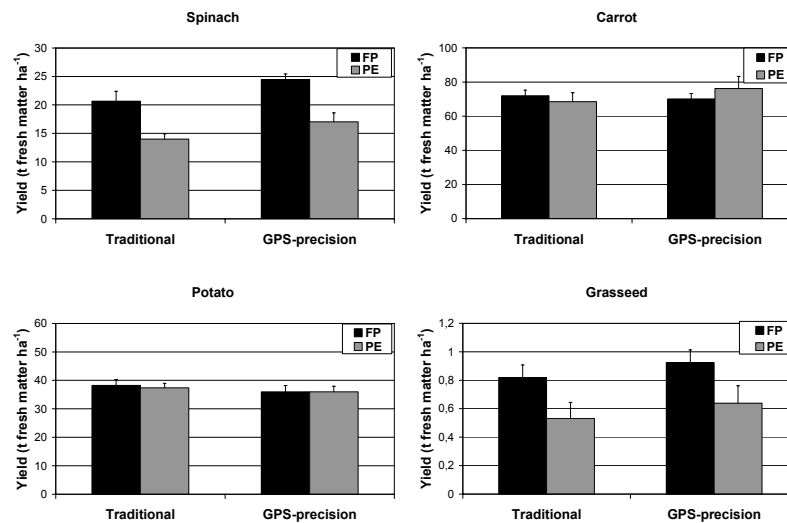 Spinach
Yield (t fresh matter ha⁻¹)
30
25
20
15
10
5
0
FP
PE
Traditional GPS-precision
Carrot
Yield (t fresh matter ha⁻¹)
100
80
60
40
20
0
FP
PE
Traditional GPS-precision
Potato
Yield (t fresh matter ha⁻¹)
60
50
40
30
20
10
0
FP
PE
Traditional GPS-precision
Grasseed
Yield (t fresh matter ha⁻¹)
1,2
1
0,8
0,6
0,4
0,2
0
FP
PE
Traditional GPS-precision